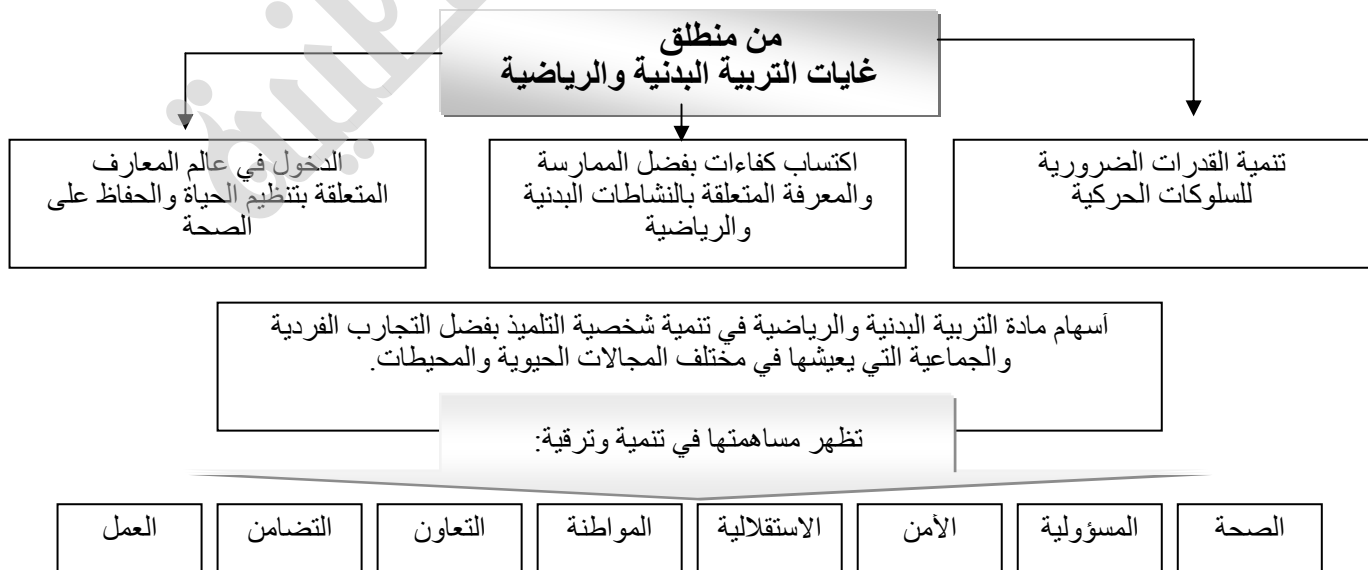 من منطلق
غايات التربية البدنية والرياضية
تنمية القدرات الضرورية
للسلوكات الحركية
اكتساب كفاءات بفضل الممارسة
والمعرفة المتعلقة بالنشاطات البدنية
والرياضية
الدخول في عالم المعارف
المتعلقة بتنظيم الحياة والحفاظ على
الصحة
أسهام مادة التربية البدنية والرياضية في تنمية شخصية التلميذ بفضل التجارب الفردية
والجماعية التي يعيشها في مختلف المجالات الحيوية والمحيطات.
تظهر مساهمتها في تنمية وترقية:
الصحة
المسؤولية
الأمن
الاستقلالية
المواطنة
التعاون
التضامن
العمل